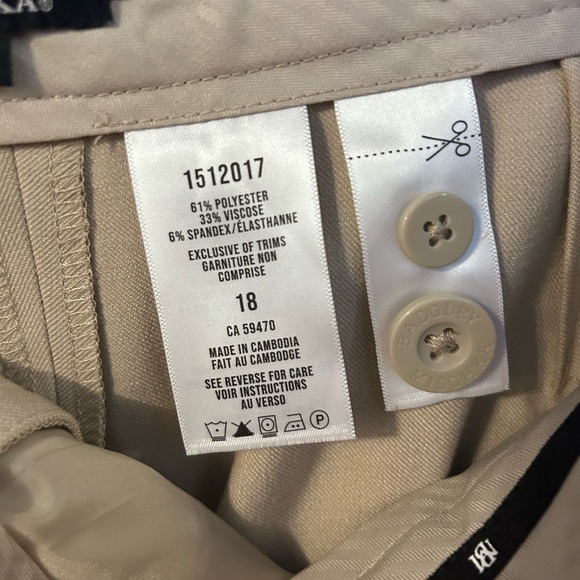 KA®
1512017
61% POLYESTER
33% VISCOSE
6% SPANDEX/ÉLASTHANNE
EXCLUSIVE OF TRIMS
GARNITURE NON
COMPRISE
18
CA 59470
MADE IN CAMBODIA
FAIT AU CAMBODGE
SEE REVERSE FOR CARE
VOIR INSTRUCTIONS
AU VERSO
P
BADGLEY
MISCHKA